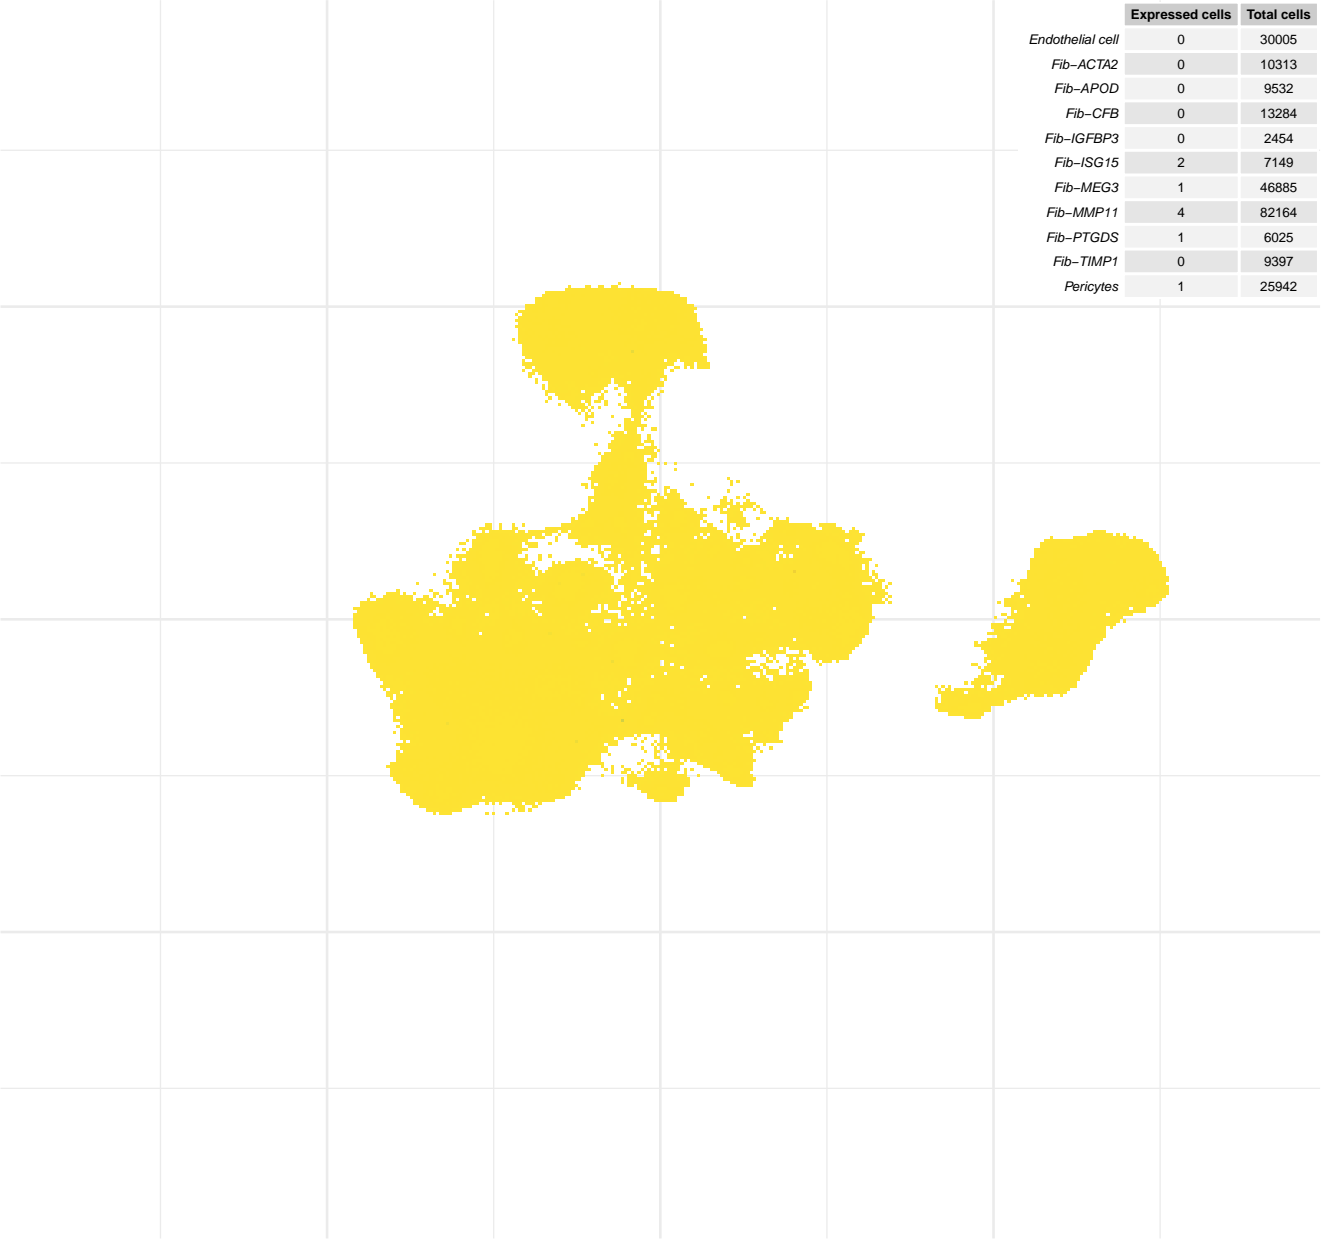 Expressed cells Total cells
Endothelial cell 0 30005
Fib−ACTA2 0 10313
Fib−APOD 0 9532
Fib−CFB 0 13284
Fib−IGFBP3 0 2454
Fib−ISG15 2 7149
Fib−MEG3 1 46885
Fib−MMP11 4 82164
Fib−PTGDS 1 6025
Fib−TIMP1 0 9397
Pericytes 1 25942